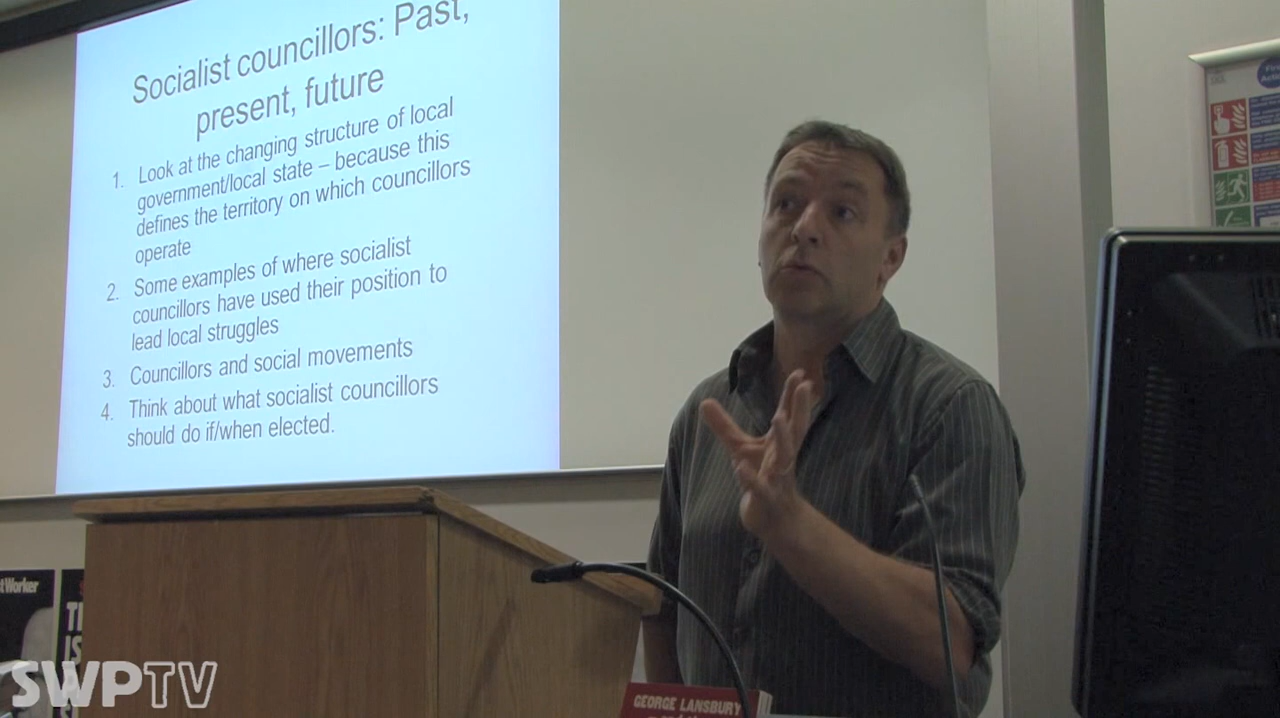 Socialist councillors: Past,
present, future
1. Look at the changing structure of local
government/local state – because this
defines the territory on which councillors
operate
2. Some examples of where socialist
councillors have used their position to
lead local struggles
3. Councillors and social movements
4. Think about what socialist councillors
should do if/when elected.
Worker
GEORGE LANSBURY
SWPTV